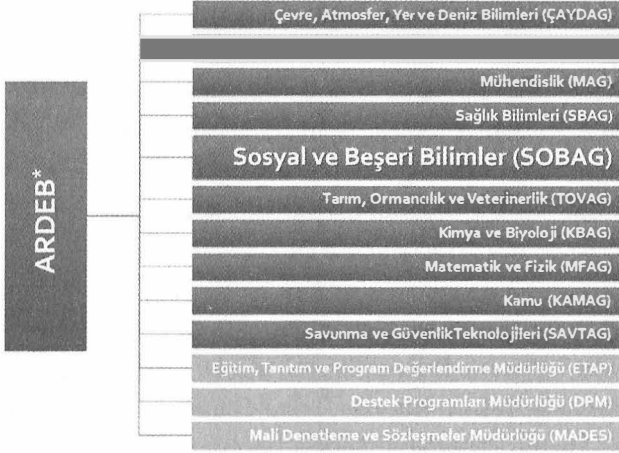 ARDEB*
Çevre, Atmosfer, Yer ve Deniz Bilimleri (ÇAYDAG)
Mühendislik (MAG)
Sağlık Bilimleri (SBAG)
Sosyal ve Beşeri Bilimler (SOBAG)
Tarım, Ormancılık ve Veterinerlik (TOVAG)
Kimya ve Biyoloji (KBAG)
Matematik ve Fizik (MFAG)
Kamu (KAMAG)
Savunma ve Güvenlik Teknolojileri (SAVTAG)
Eğitim, Tanıtım ve Program Değerlendirme Müdürlüğü (ETAP)
Destek Programları Müdürlüğü (DPM)
Mali Denetleme ve Sözleşmeler Müdürlüğü (MADES)